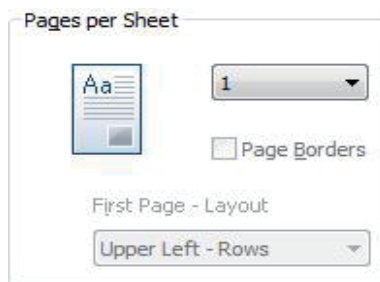 Pages per Sheet
Aa
1
Page Borders
First Page - Layout
Upper Left - Rows